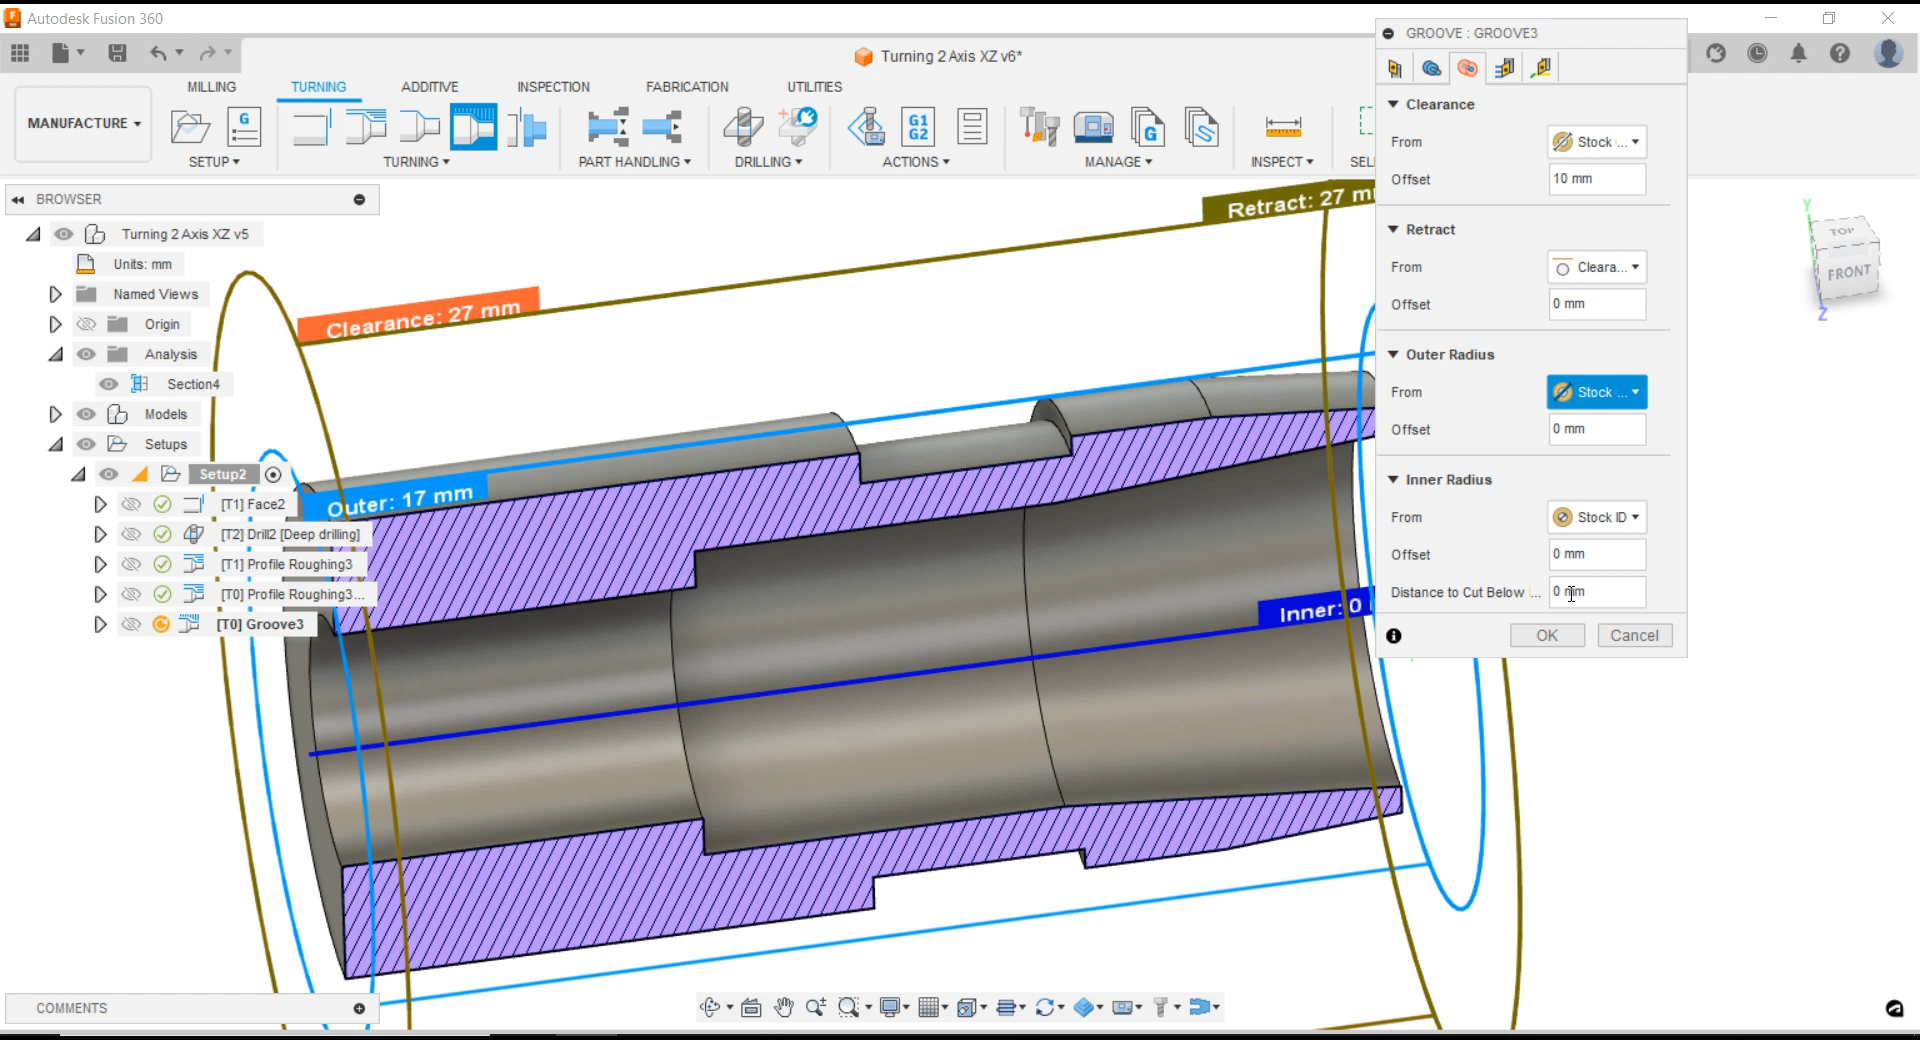 Autodesk Fusion 360
Turning 2 Axis XZ v6*
MILLING
TURNING
ADDITIVE
INSPECTION
FABRICATION
UTILITIES
MANUFACTURE
G1
G2
SETUP
TURNING
PART HANDLING
DRILLING
ACTIONS
MANAGE
INSPECT
SEL
BROWSER
Turning 2 Axis XZ v5
Units: mm
Named Views
Origin
Analysis
Section4
Models
Setups
Setup2
[T1] Face2
[T2] Drill2 [Deep drilling]
[T1] Profile Roughing3
[T0] Profile Roughing3...
[T0] Groove3
Clearance: 27 mm
Retract: 27 m
Outer: 17 mm
Inner: 0
GROOVE : GROOVE3
Clearance
From Stock ...
Offset 10 mm
Retract
From Cleara...
Offset 0 mm
Outer Radius
From Stock ...
Offset 0 mm
Inner Radius
From Stock ID
Offset 0 mm
Distance to Cut Below ... 0 mm
OK Cancel
Y
TOP
FRONT
Z
COMMENTS